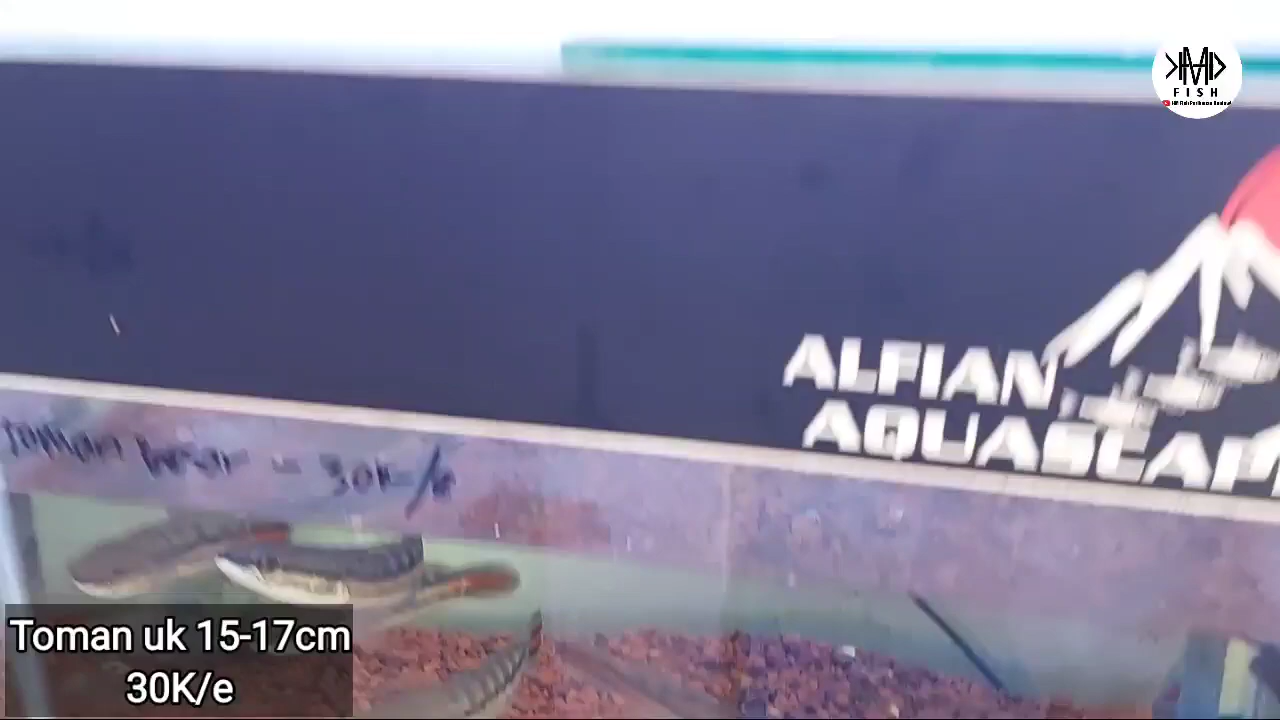 FISH
ALFIAN
AQUASCAP
Toman besar = 30K/e
Toman uk 15-17cm
30K/e